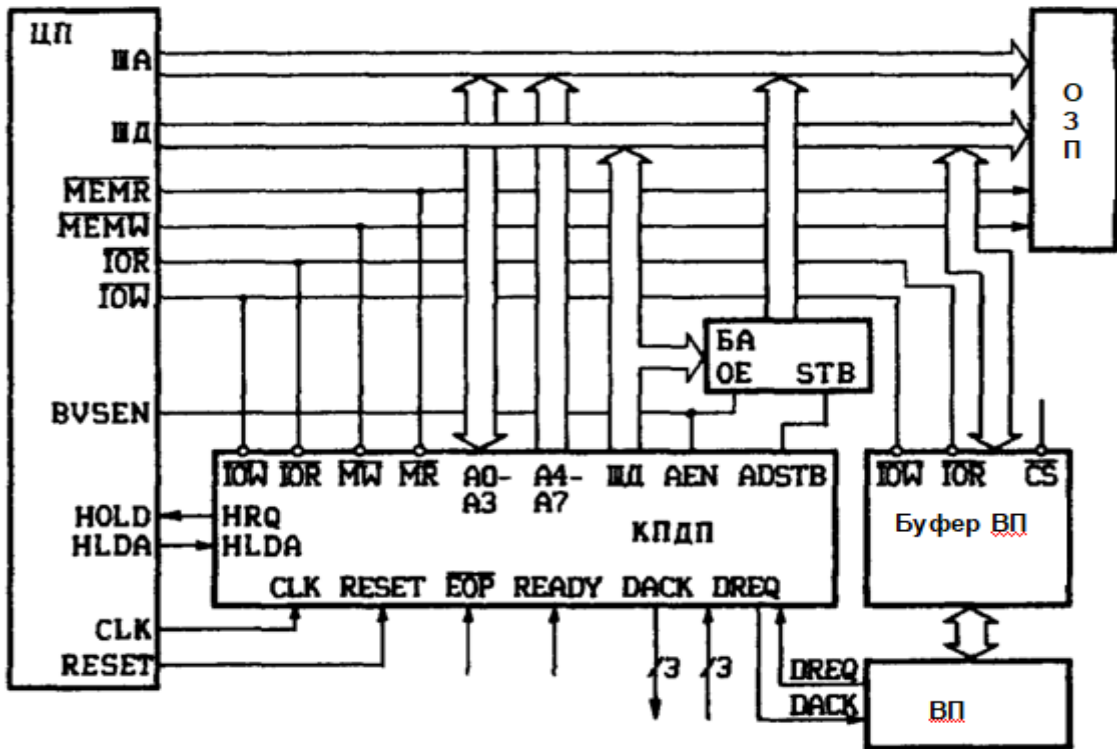 ЦП
ША
ШД
MEMR
MEMW
IOR
IOW
BVSEN
HOLD
HLDA
CLK
RESET
О
З
П
БА
OE STB
IOW IOR MW MR A0-A3 A4-A7 ШД AEN ADSTB
HRQ
КПДП
HLDA
CLK RESET EOP READY DACK DREQ
/3 /3
DREQ
DACK
IOW IOR CS
Буфер ВП
ВП